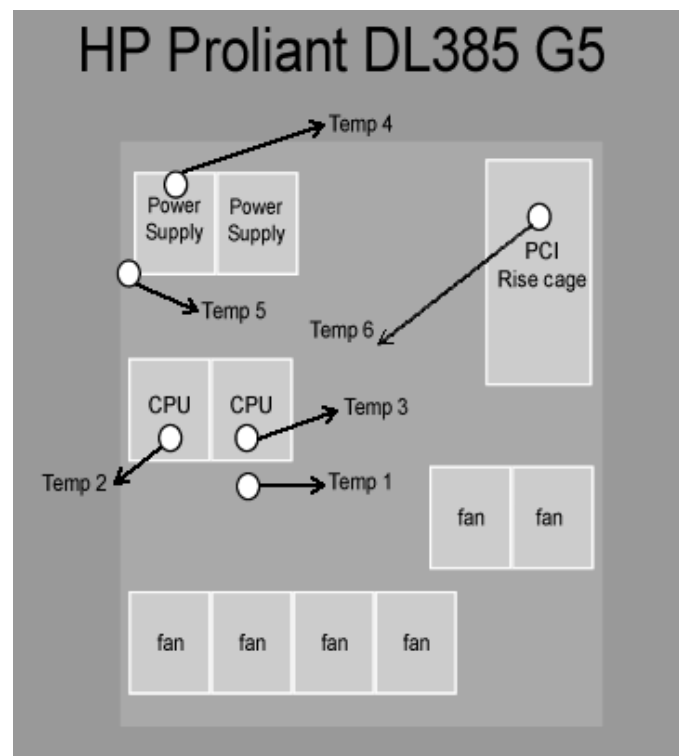 HP Proliant DL385 G5
Temp 4
Power
Supply
Power
Supply
PCI
Rise cage
Temp 5
Temp 6
CPU
CPU
Temp 3
Temp 2
Temp 1
fan
fan
fan
fan
fan
fan